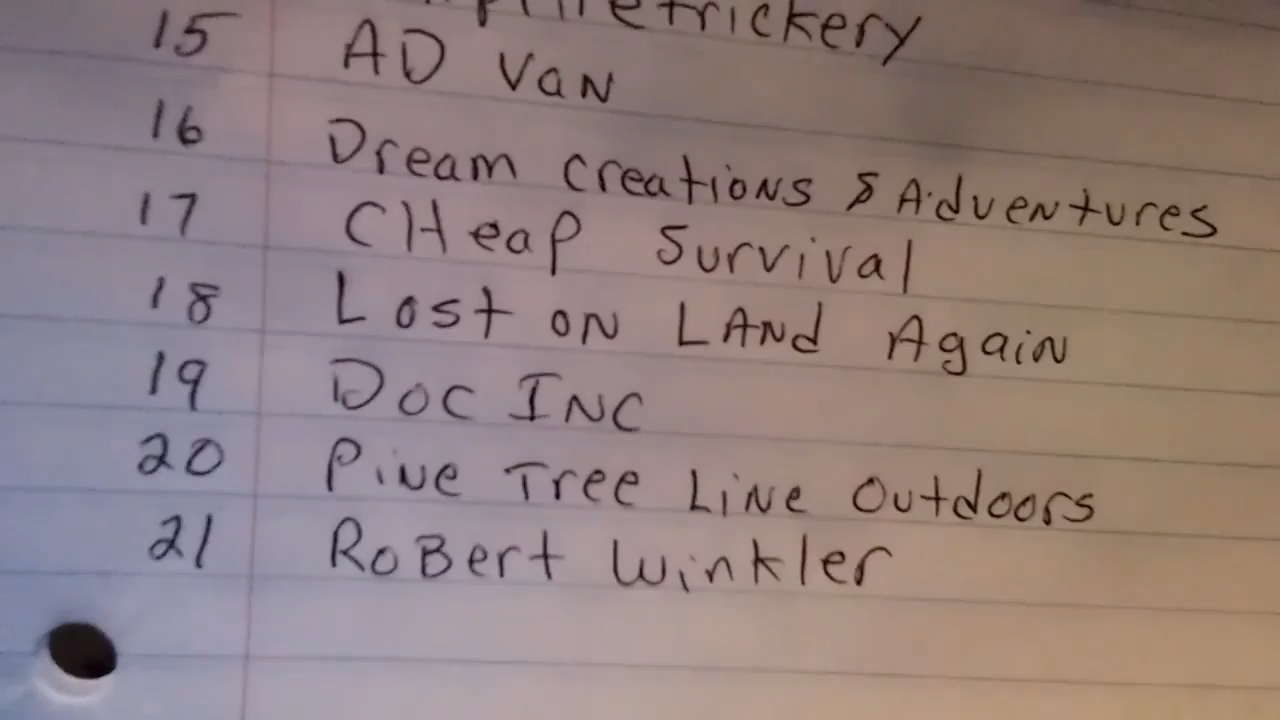 15 AD VaN
16 Dream Creations & Adventures
17 CHeap Survival
18 Lost ON LANd Again
19 Doc INC
20 Pine Tree LiNe Outdoors
21 RoBert Winkler